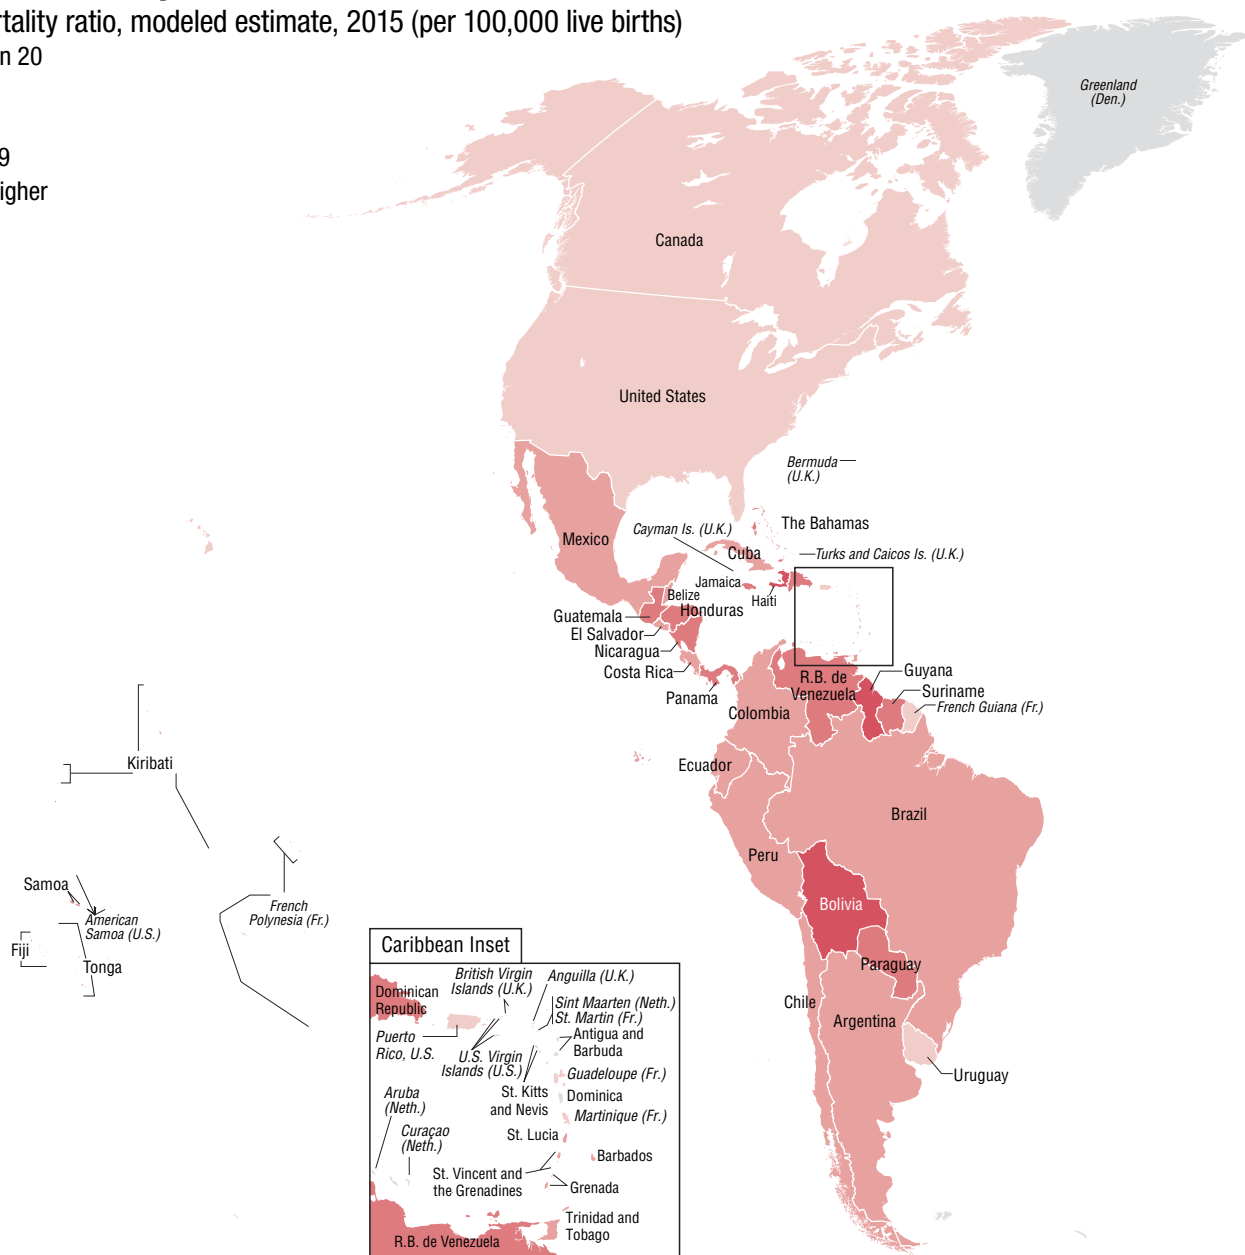 tality ratio, modeled estimate, 2015 (per 100,000 live births)
n 20
9
igher
Greenland
(Den.)
Canada
United States
Bermuda
(U.K.)
The Bahamas
Cayman Is. (U.K.)
Mexico
Cuba
Turks and Caicos Is. (U.K.)
Jamaica
Belize
Haiti
Honduras
Guatemala
El Salvador
Nicaragua
Costa Rica
Panama
R.B. de
Venezuela
Guyana
Suriname
French Guiana (Fr.)
Colombia
Kiribati
Ecuador
Brazil
Peru
Samoa
American
Samoa (U.S.)
French
Polynesia (Fr.)
Bolivia
Fiji
Tonga
Paraguay
Chile
Argentina
Uruguay
Caribbean Inset
Dominican
Republic
British Virgin
Islands (U.K.)
Anguilla (U.K.)
Sint Maarten (Neth.)
St. Martin (Fr.)
Antigua and
Barbuda
Puerto
Rico, U.S.
U.S. Virgin
Islands (U.S.)
Guadeloupe (Fr.)
St. Kitts
and Nevis
Dominica
Aruba
(Neth.)
Martinique (Fr.)
Curaçao
(Neth.)
St. Lucia
Barbados
St. Vincent and
the Grenadines
Grenada
Trinidad and
Tobago
R.B. de Venezuela